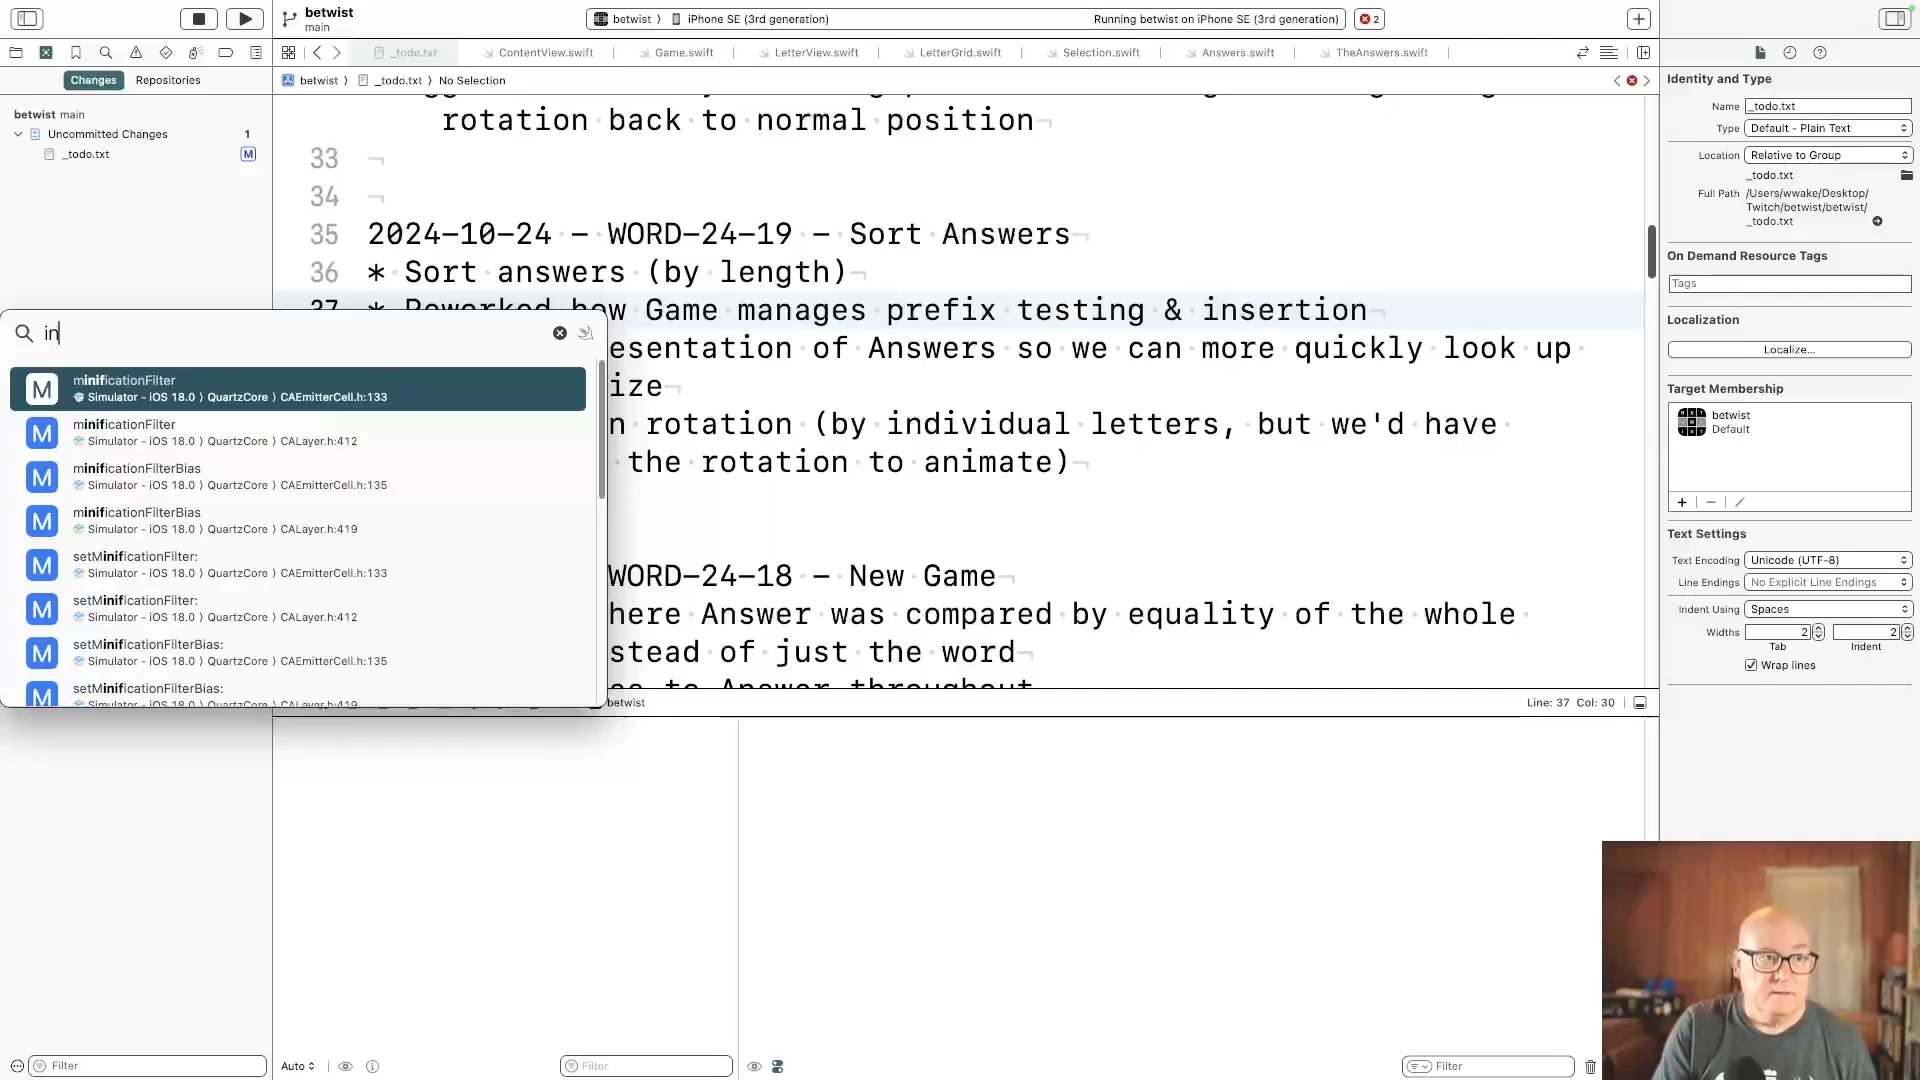 betwist
main
betwist ⟩ iPhone SE (3rd generation)
Running betwist on iPhone SE (3rd generation)
2
_todo.txt
ContentView.swift
Game.swift
LetterView.swift
LetterGrid.swift
Selection.swift
Answers.swift
TheAnswers.swift
Changes
Repositories
betwist ⟩ _todo.txt ⟩ No Selection
betwist main
Uncommitted Changes 1
_todo.txt M
rotation back to normal position
33
34
35 2024-10-24 - WORD-24-19 - Sort Answers
36 * Sort answers (by length)
37 * Reworked how Game manages prefix testing & insertion
esentation of Answers so we can more quickly look up
ize
n rotation (by individual letters, but we'd have
the rotation to animate)
WORD-24-18 - New Game
here Answer was compared by equality of the whole
stead of just the word
to Answer throughout
in
M minificationFilter
Simulator - iOS 18.0 ⟩ QuartzCore ⟩ CAEmitterCell.h:133
M minificationFilter
Simulator - iOS 18.0 ⟩ QuartzCore ⟩ CALayer.h:412
M minificationFilterBias
Simulator - iOS 18.0 ⟩ QuartzCore ⟩ CAEmitterCell.h:135
M minificationFilterBias
Simulator - iOS 18.0 ⟩ QuartzCore ⟩ CALayer.h:419
M setMinificationFilter:
Simulator - iOS 18.0 ⟩ QuartzCore ⟩ CAEmitterCell.h:133
M setMinificationFilter:
Simulator - iOS 18.0 ⟩ QuartzCore ⟩ CALayer.h:412
M setMinificationFilterBias:
Simulator - iOS 18.0 ⟩ QuartzCore ⟩ CAEmitterCell.h:135
M setMinificationFilterBias:
Simulator - iOS 18.0 ⟩ QuartzCore ⟩ CALayer.h:419
betwist
Line: 37 Col: 30
Filter
Auto
Filter
Filter
Identity and Type
Name _todo.txt
Type Default - Plain Text
Location Relative to Group
_todo.txt
Full Path /Users/wwake/Desktop/
Twitch/betwist/betwist/
_todo.txt
On Demand Resource Tags
Tags
Localization
Localize...
Target Membership
betwist
Default
Text Settings
Text Encoding Unicode (UTF-8)
Line Endings No Explicit Line Endings
Indent Using Spaces
Widths 2 2
Tab Indent
Wrap lines